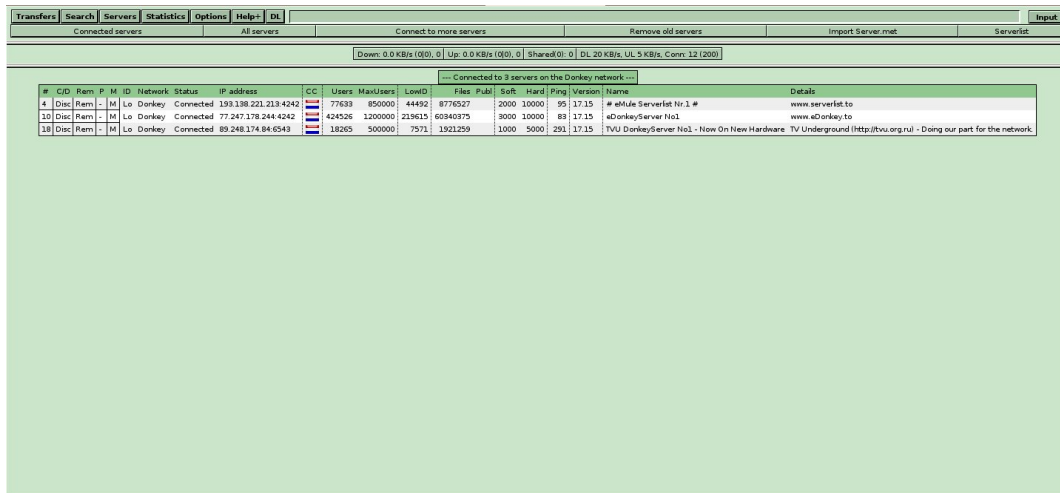 Transfers Search Servers Statistics Options Help+ DL Input
Connected servers All servers Connect to more servers Remove old servers Import Server.met Serverlist
Down: 0.0 KB/s (0|0), 0 Up: 0.0 KB/s (0|0), 0 Shared(0): 0 DL 20 KB/s, UL 5 KB/s, Conn: 12 (200)
--- Connected to 3 servers on the Donkey network ---
# C/D Rem P M ID Network Status IP address CC Users MaxUsers LowID Files Publ Soft Hard Ping Version Name Details
4 Disc Rem - M Lo Donkey Connected 193.138.221.213:4242 77633 850000 44492 8776527 2000 10000 95 17.15 # eMule Serverlist Nr.1 # www.serverlist.to
10 Disc Rem - M Lo Donkey Connected 77.247.178.244:4242 424526 1200000 219615 60340375 3000 10000 83 17.15 eDonkeyServer No1 www.eDonkey.to
18 Disc Rem - M Lo Donkey Connected 89.248.174.84:6543 18265 500000 7571 1921259 1000 5000 291 17.15 TVU DonkeyServer No1 - Now On New Hardware TV Underground (http://tvu.org.ru) - Doing our part for the network.